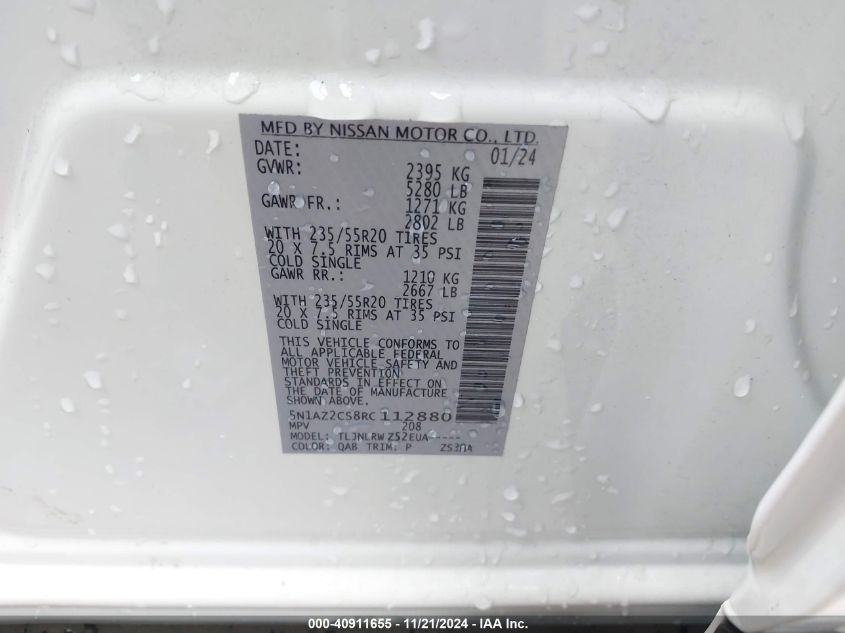 MFD BY NISSAN MOTOR CO., LTD.
DATE: 01/24
GVWR: 2395 KG
5280 LB
GAWR FR.: 1271 KG
2802 LB
WITH 235/55R20 TIRES
20 X 7.5 RIMS AT 35 PSI
COLD SINGLE
GAWR RR.: 1210 KG
2667 LB
WITH 235/55R20 TIRES
20 X 7.5 RIMS AT 35 PSI
COLD SINGLE
THIS VEHICLE CONFORMS TO
ALL APPLICABLE FEDERAL
MOTOR VEHICLE SAFETY AND
THEFT PREVENTION
STANDARDS IN EFFECT ON
THE DATE OF MANUFACTURE
SHOWN ABOVE.
5N1AZ2CS8RC112880
MPV 208
MODEL: TLJNLRW Z52EUA-----
COLOR: QAB TRIM: P
000-40911655 - 11/21/2024 - IAA Inc.